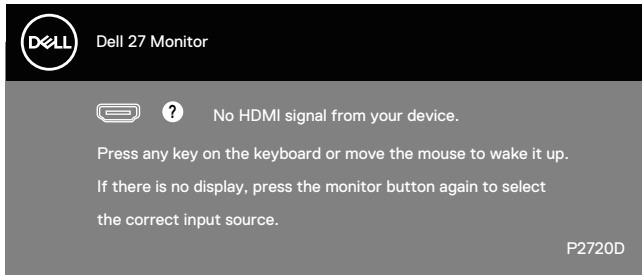 DELL
Dell 27 Monitor
? No HDMI signal from your device.
Press any key on the keyboard or move the mouse to wake it up.
If there is no display, press the monitor button again to select
the correct input source.
P2720D